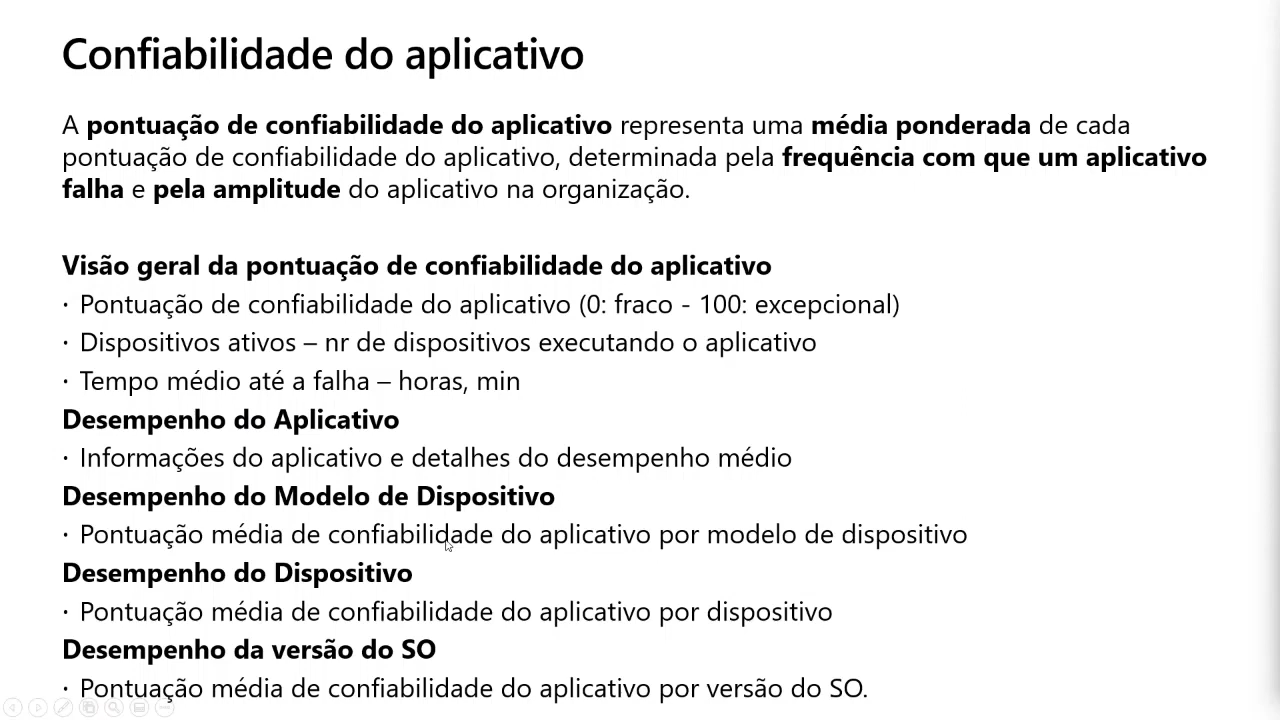 Confiabilidade do aplicativo
A pontuação de confiabilidade do aplicativo representa uma média ponderada de cada
pontuação de confiabilidade do aplicativo, determinada pela frequência com que um aplicativo
falha e pela amplitude do aplicativo na organização.
Visão geral da pontuação de confiabilidade do aplicativo
· Pontuação de confiabilidade do aplicativo (0: fraco - 100: excepcional)
· Dispositivos ativos – nr de dispositivos executando o aplicativo
· Tempo médio até a falha – horas, min
Desempenho do Aplicativo
· Informações do aplicativo e detalhes do desempenho médio
Desempenho do Modelo de Dispositivo
· Pontuação média de confiabilidade do aplicativo por modelo de dispositivo
Desempenho do Dispositivo
· Pontuação média de confiabilidade do aplicativo por dispositivo
Desempenho da versão do SO
· Pontuação média de confiabilidade do aplicativo por versão do SO.